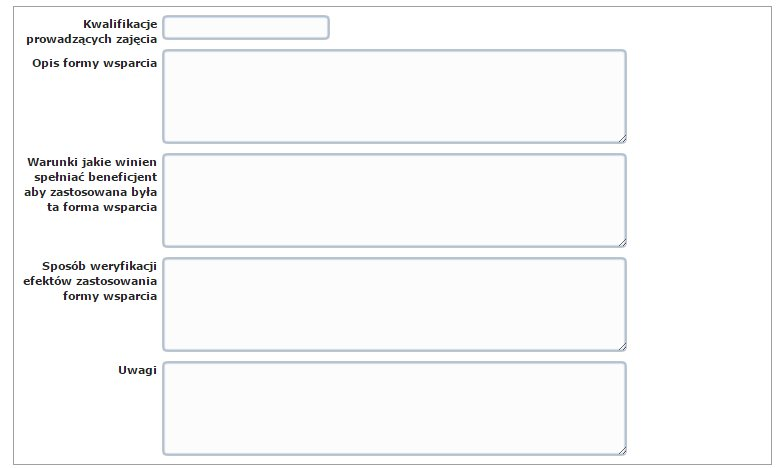 Kwalifikacje
prowadzących zajęcia
Opis formy wsparcia
Warunki jakie winien
spełniać beneficjent
aby zastosowana była
ta forma wsparcia
Sposób weryfikacji
efektów zastosowania
formy wsparcia
Uwagi